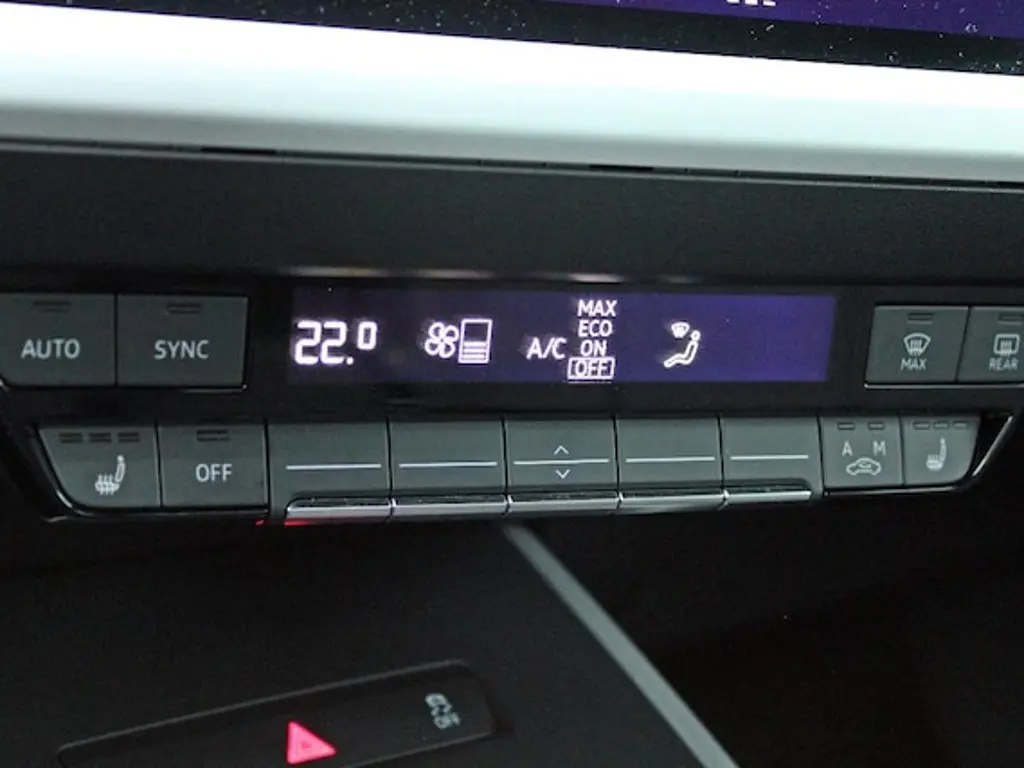 AUTO
SYNC
22.0
A/C
MAX
ECO
ON
OFF
MAX
REAR
OFF
A M